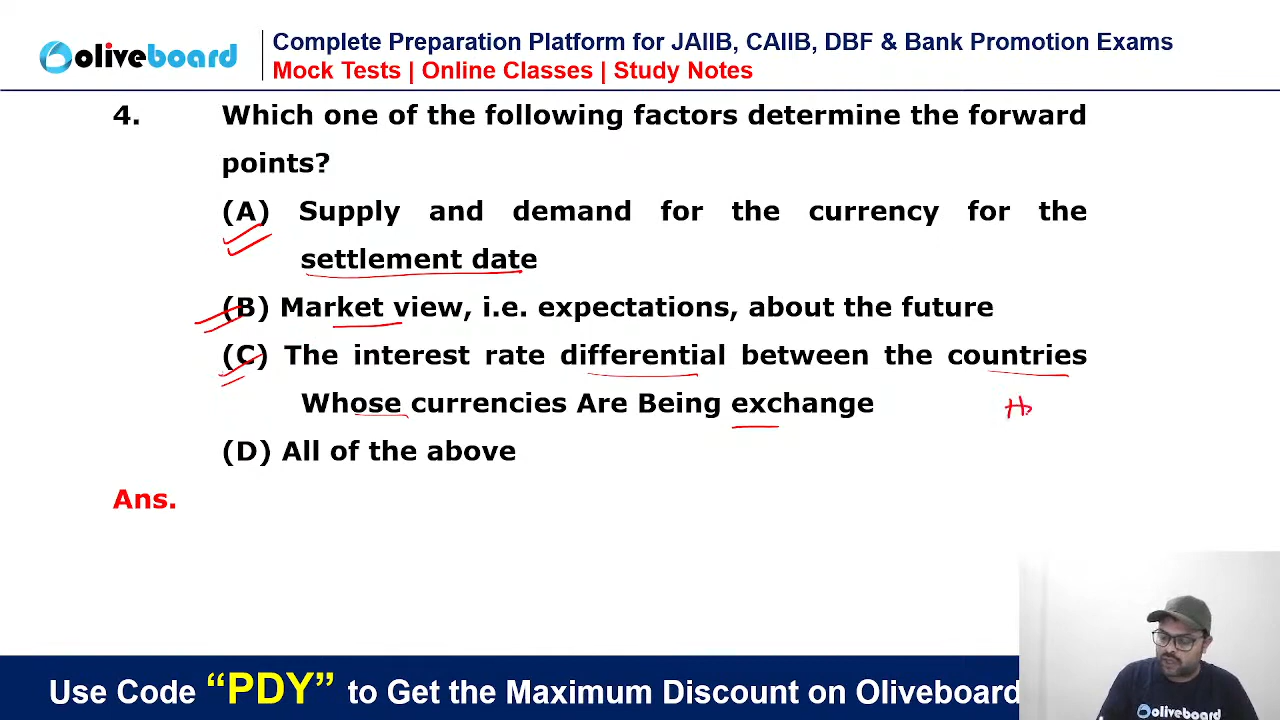 oliveboard
Complete Preparation Platform for JAIIB, CAIIB, DBF & Bank Promotion Exams
Mock Tests | Online Classes | Study Notes
4. Which one of the following factors determine the forward
points?
(A) Supply and demand for the currency for the
settlement date
(B) Market view, i.e. expectations, about the future
(C) The interest rate differential between the countries
Whose currencies Are Being exchange
(D) All of the above
Ans.
Use Code “PDY” to Get the Maximum Discount on Oliveboard
oliveboard